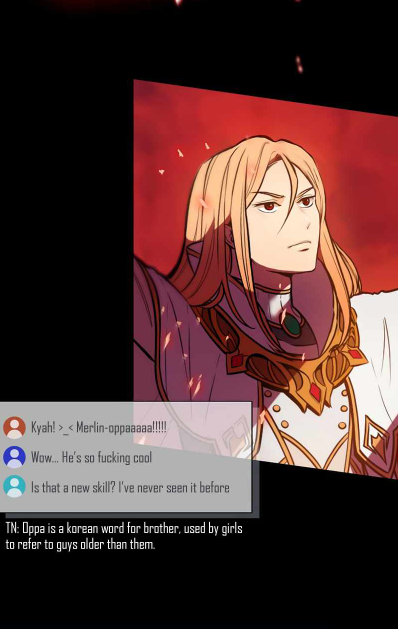 Kyah! >_< Merlin-oppaaaaa!!!!!
Wow... He's so fucking cool
Is that a new skill? I've never seen it before
TN: Oppa is a korean word for brother, used by girls
to refer to guys older than them.